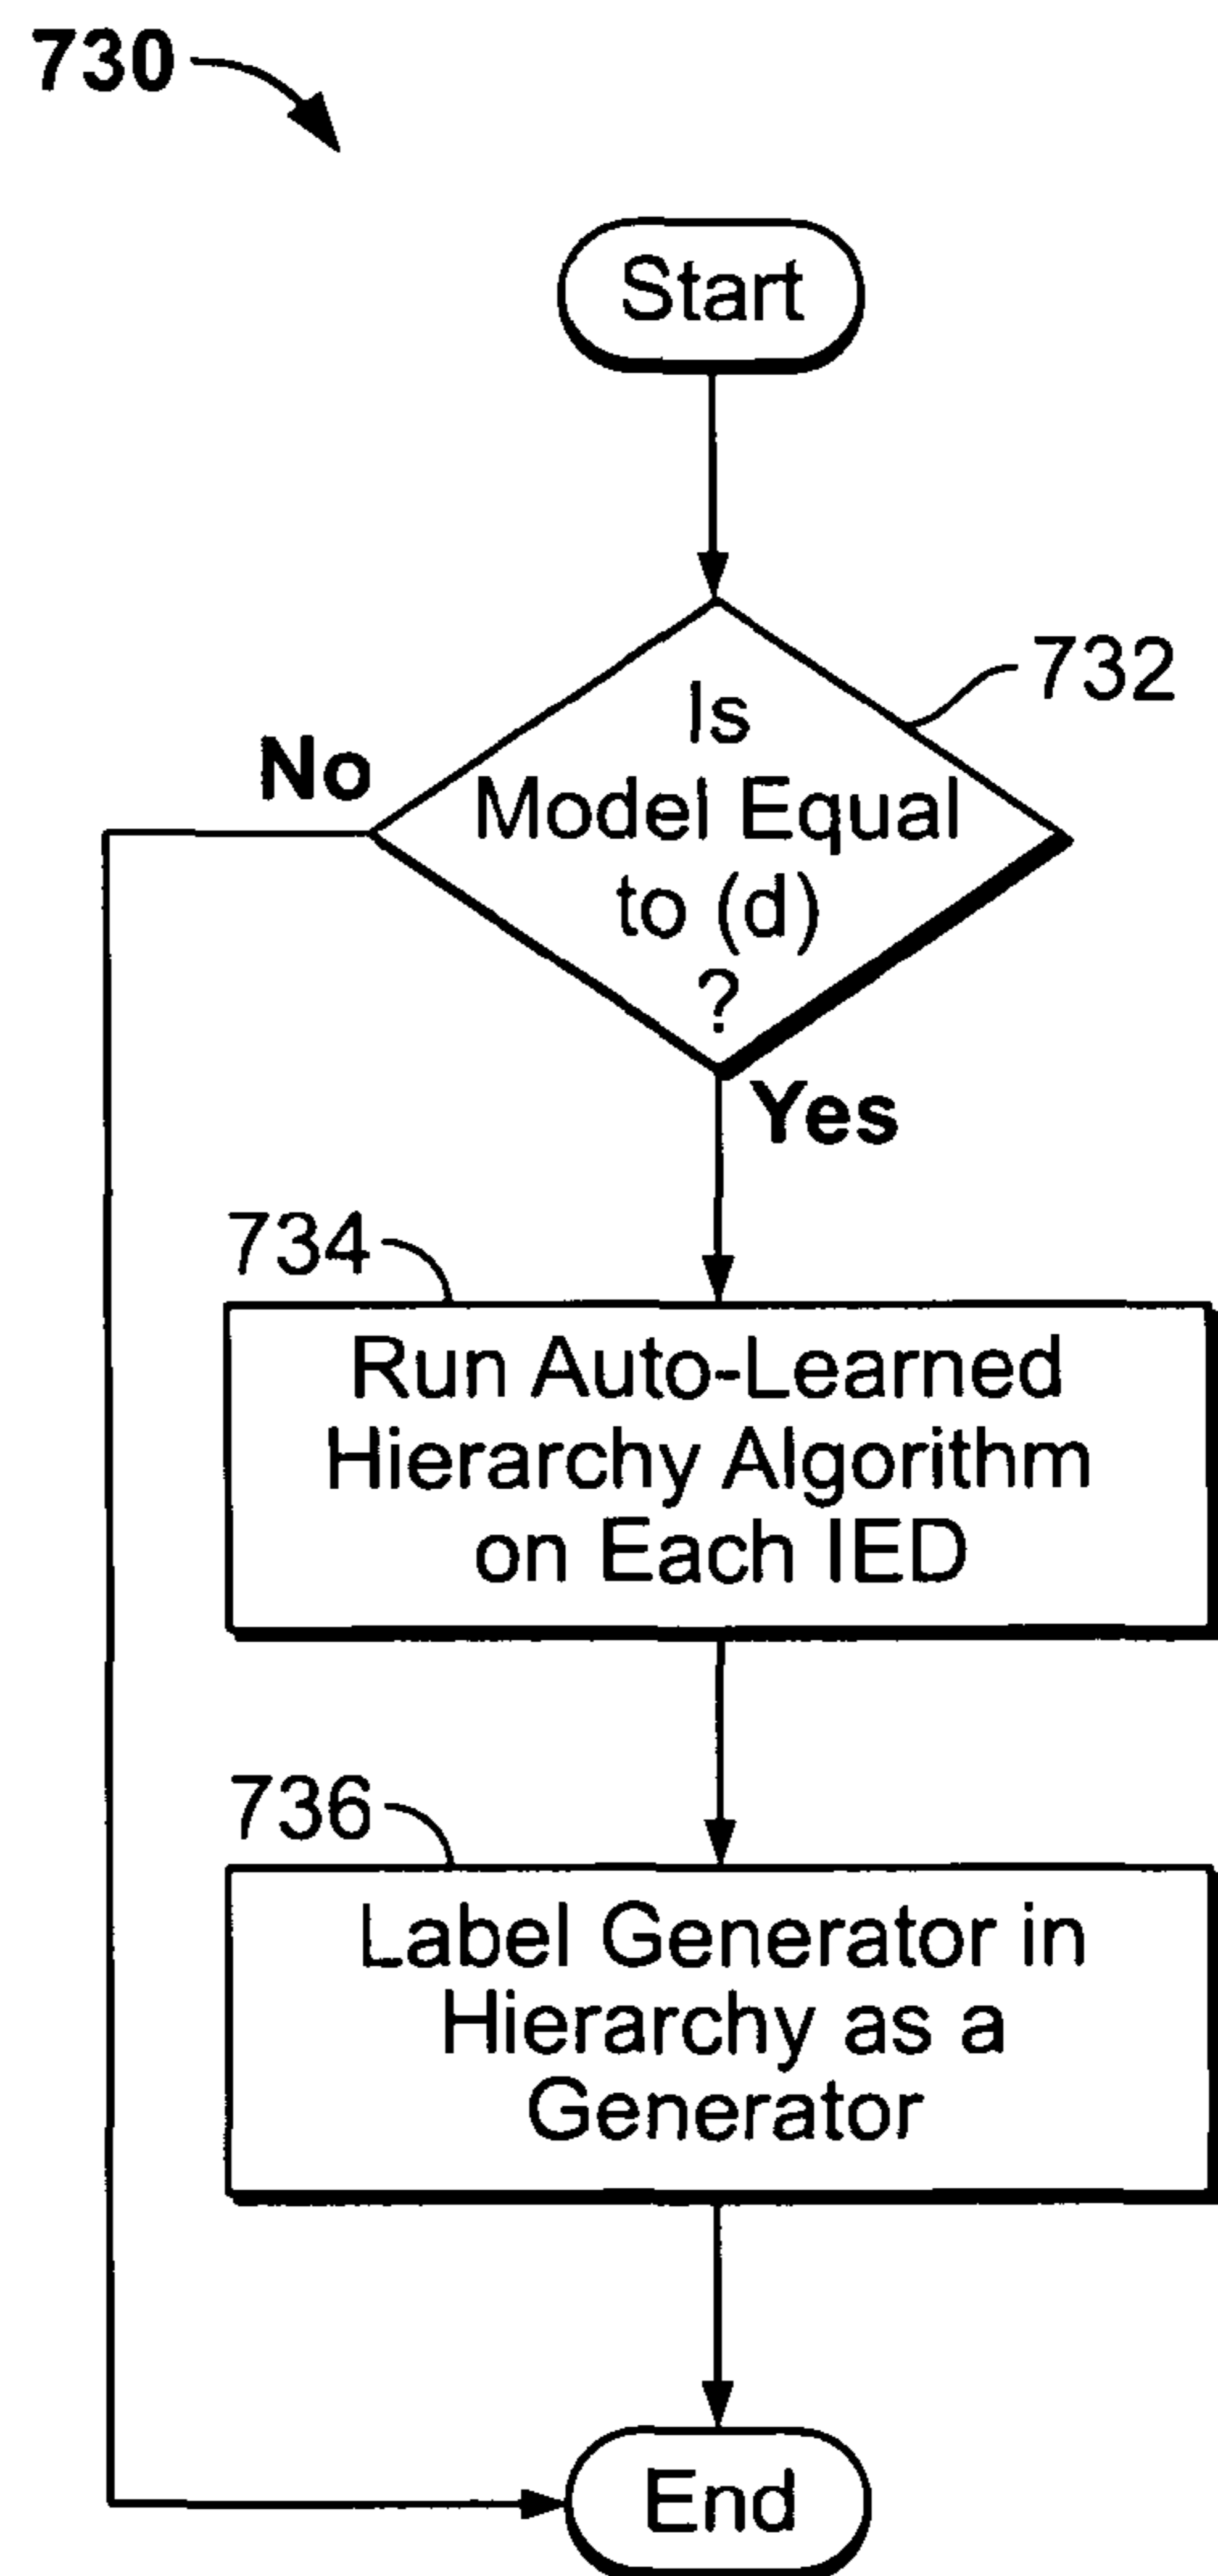 730
Start
Is
Model Equal
to (d)
?
732
No
Yes
734
Run Auto-Learned
Hierarchy Algorithm
on Each IED
736
Label Generator in
Hierarchy as a
Generator
End